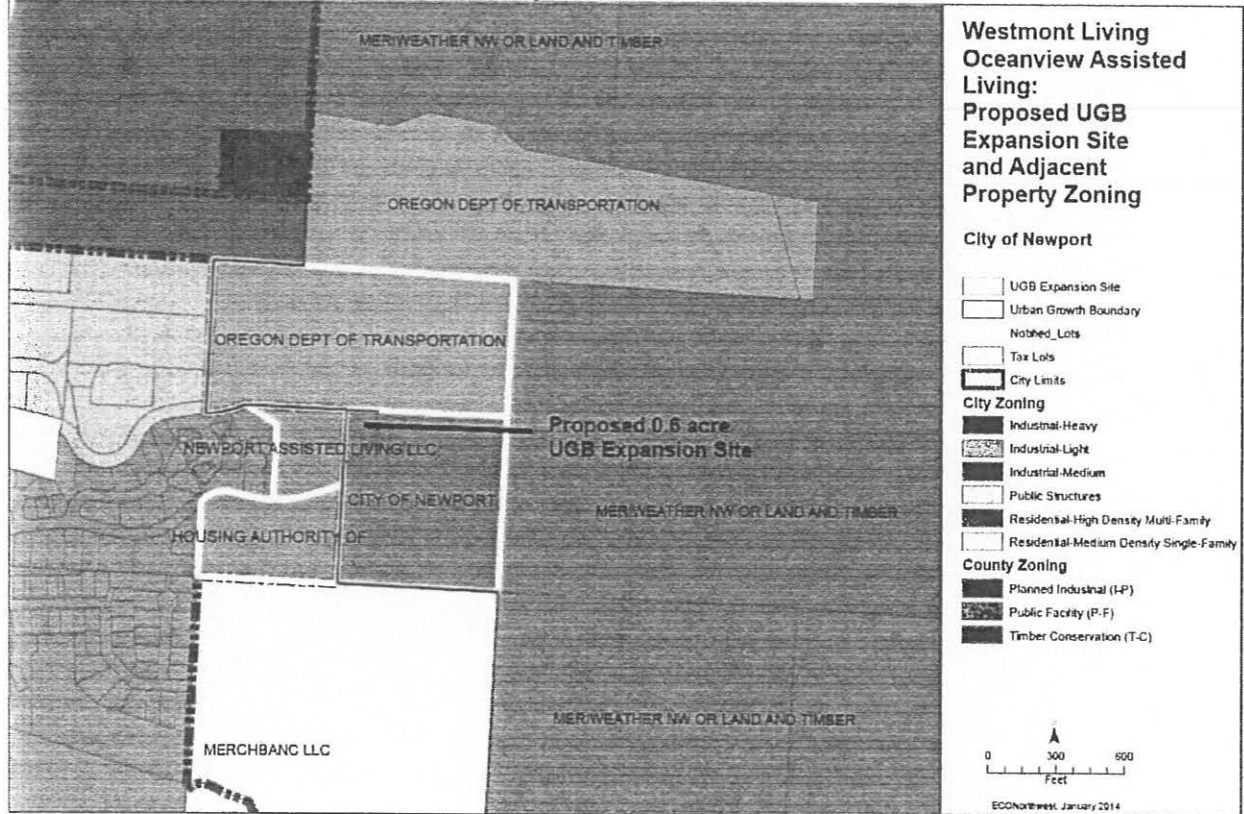 MERIWEATHER NW OR LAND AND TIMBER
OREGON DEPT OF TRANSPORTATION
OREGON DEPT OF TRANSPORTATION
Proposed 0.6 acre
UGB Expansion Site
NEWPORT ASSISTED LIVING LLC
CITY OF NEWPORT
MERIWEATHER NW OR LAND AND TIMBER
HOUSING AUTHORITY OF
MERIWEATHER NW OR LAND AND TIMBER
MERCHBANC LLC
Westmont Living
Oceanview Assisted
Living:
Proposed UGB
Expansion Site
and Adjacent
Property Zoning
City of Newport
UGB Expansion Site
Urban Growth Boundary
Notified_Lots
Tax Lots
City Limits
City Zoning
Industrial-Heavy
Industrial-Light
Industrial-Medium
Public Structures
Residential-High Density Multi-Family
Residential-Medium Density Single-Family
County Zoning
Planned Industrial (I-P)
Public Facility (P-F)
Timber Conservation (T-C)
0 300 600
Feet
ECONorthwest, January 2014